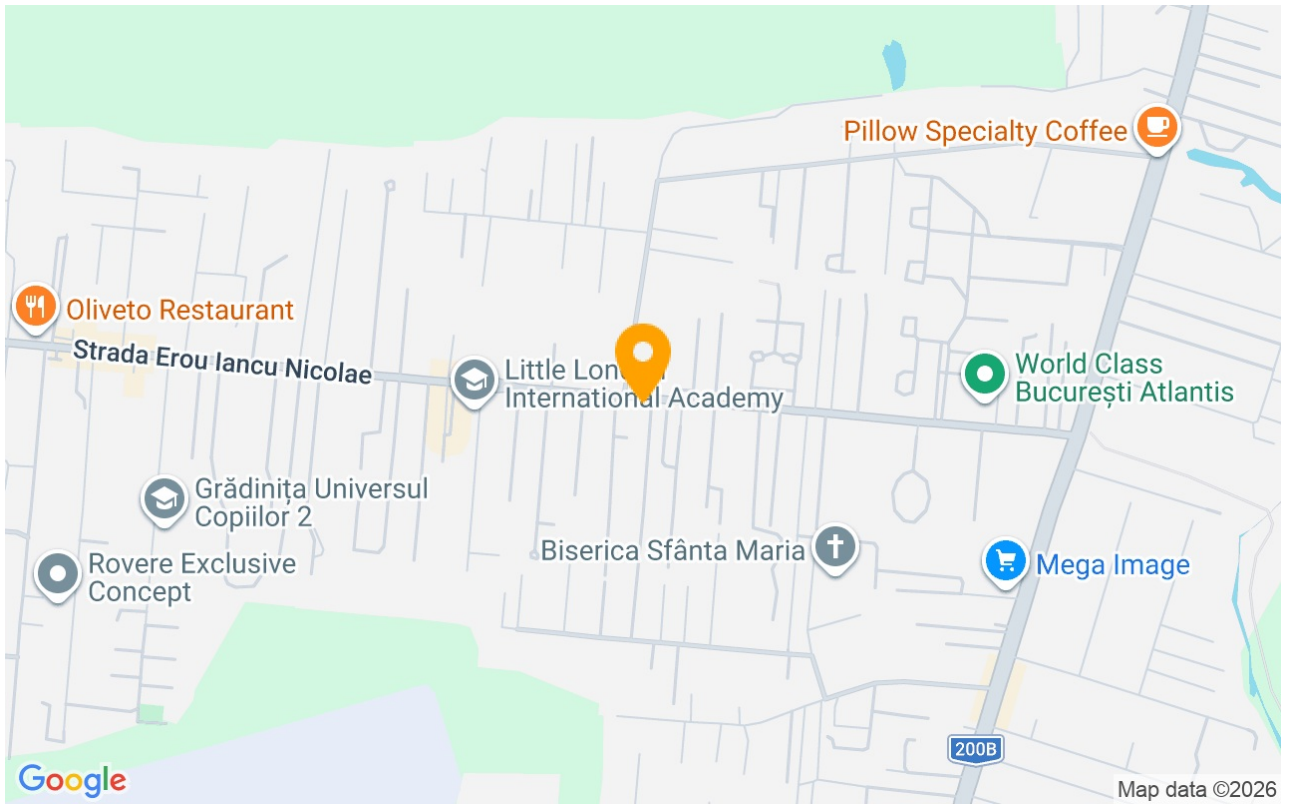 Pillow Specialty Coffee
Oliveto Restaurant
Strada Erou Iancu Nicolae
Little Lon
International Academy
World Class
București Atlantis
Grădinița Universul
Copiilor 2
Biserica Sfânta Maria
Rovere Exclusive
Concept
Mega Image
200B
Google
Map data ©2026